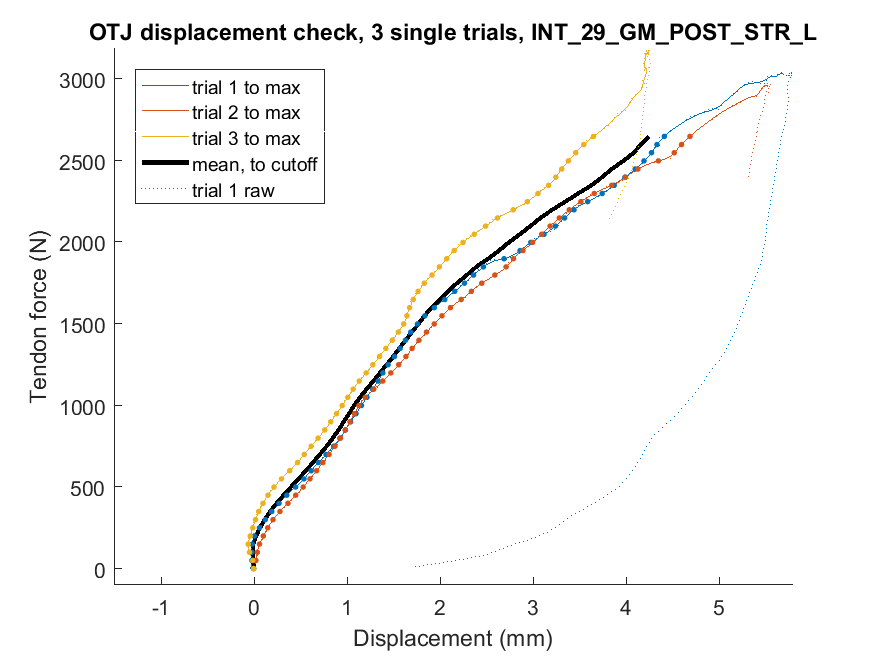 OTJ displacement check, 3 single trials, INT_29_GM_POST_STR_L
trial 1 to max
trial 2 to max
trial 3 to max
mean, to cutoff
trial 1 raw
Tendon force (N)
3000
2500
2000
1500
1000
500
0
-1 0 1 2 3 4 5
Displacement (mm)